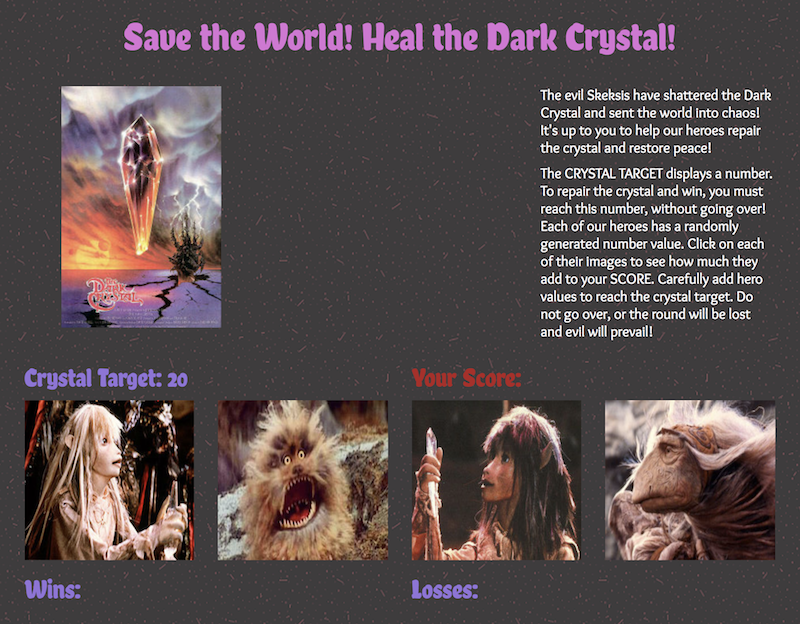 Save the World! Heal the Dark Crystal!
The Dark Crystal
The evil Skeksis have shattered the Dark
Crystal and sent the world into chaos!
It's up to you to help our heroes repair
the crystal and restore peace!
The CRYSTAL TARGET displays a number.
To repair the crystal and win, you must
reach this number, without going over!
Each of our heroes has a randomly
generated number value. Click on each
of their images to see how much they
add to your SCORE. Carefully add hero
values to reach the crystal target. Do
not go over, or the round will be lost
and evil will prevail!
Crystal Target: 20
Your Score:
Wins:
Losses: